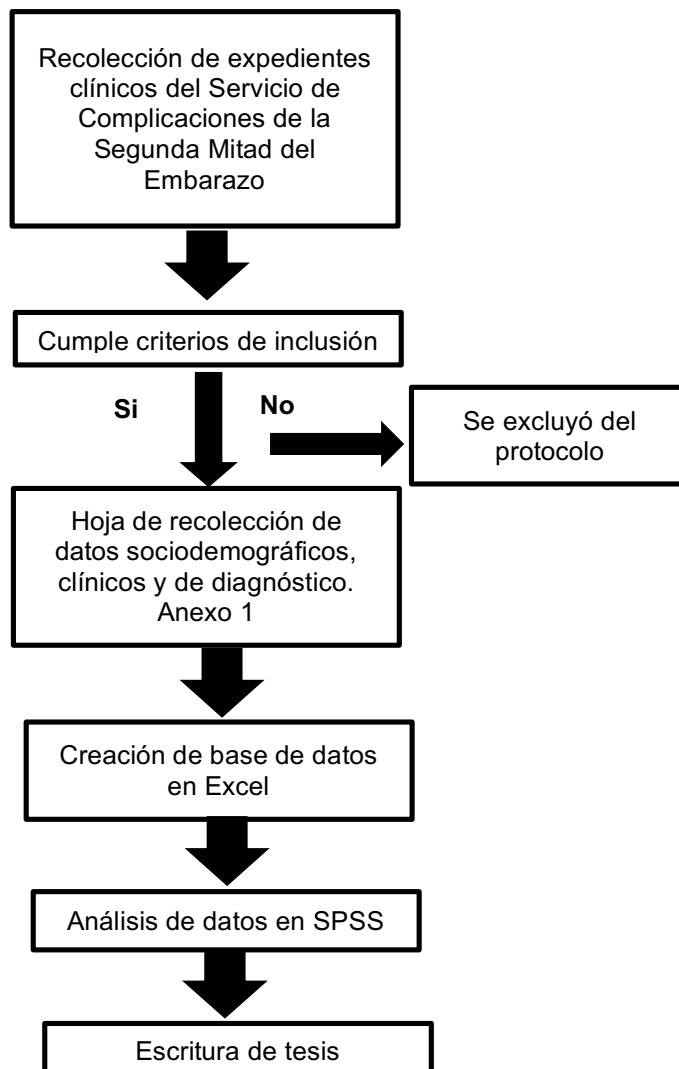 Recolección de expedientes
clínicos del Servicio de
Complicaciones de la
Segunda Mitad del
Embarazo
Cumple criterios de inclusión
Si
No
Se excluyó del
protocolo
Hoja de recolección de
datos sociodemográficos,
clínicos y de diagnóstico.
Anexo 1
Creación de base de datos
en Excel
Análisis de datos en SPSS
Escritura de tesis